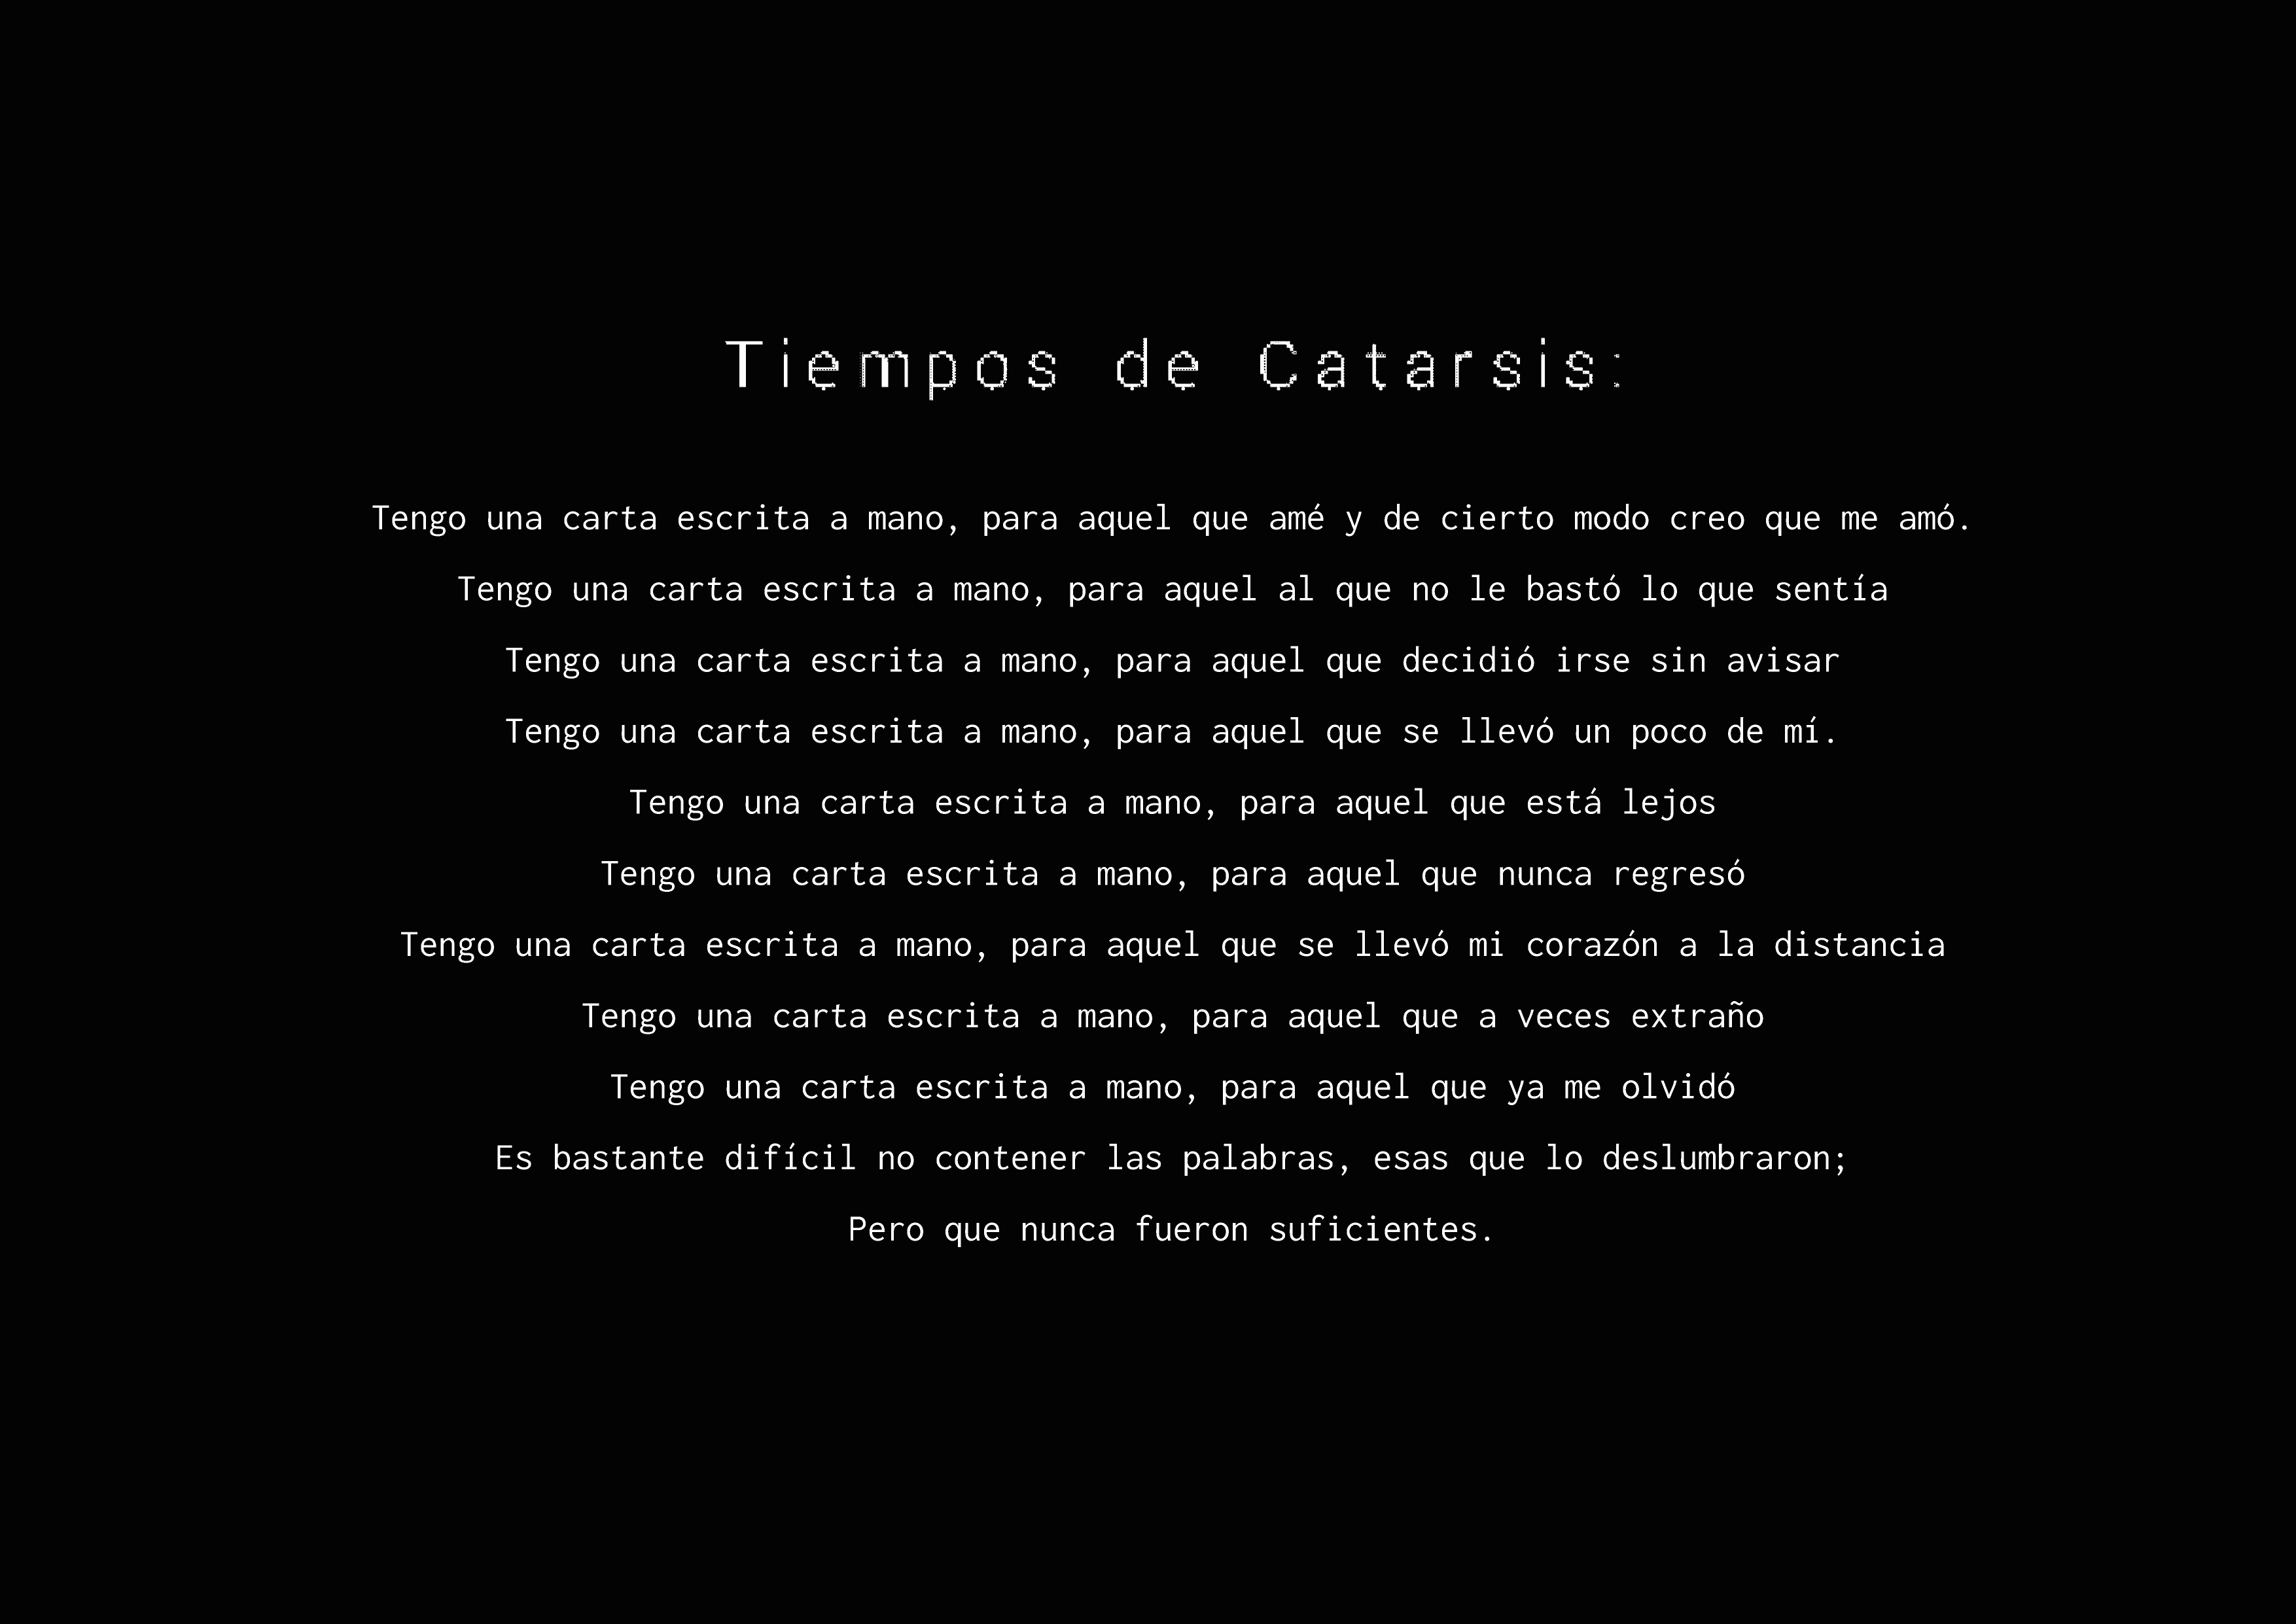 Tiempos de Catarsis:
Tengo una carta escrita a mano, para aquel que amé y de cierto modo creo que me amó.
Tengo una carta escrita a mano, para aquel al que no le bastó lo que sentía
Tengo una carta escrita a mano, para aquel que decidió irse sin avisar
Tengo una carta escrita a mano, para aquel que se llevó un poco de mí.
Tengo una carta escrita a mano, para aquel que está lejos
Tengo una carta escrita a mano, para aquel que nunca regresó
Tengo una carta escrita a mano, para aquel que se llevó mi corazón a la distancia
Tengo una carta escrita a mano, para aquel que a veces extraño
Tengo una carta escrita a mano, para aquel que ya me olvidó
Es bastante difícil no contener las palabras, esas que lo deslumbraron;
Pero que nunca fueron suficientes.